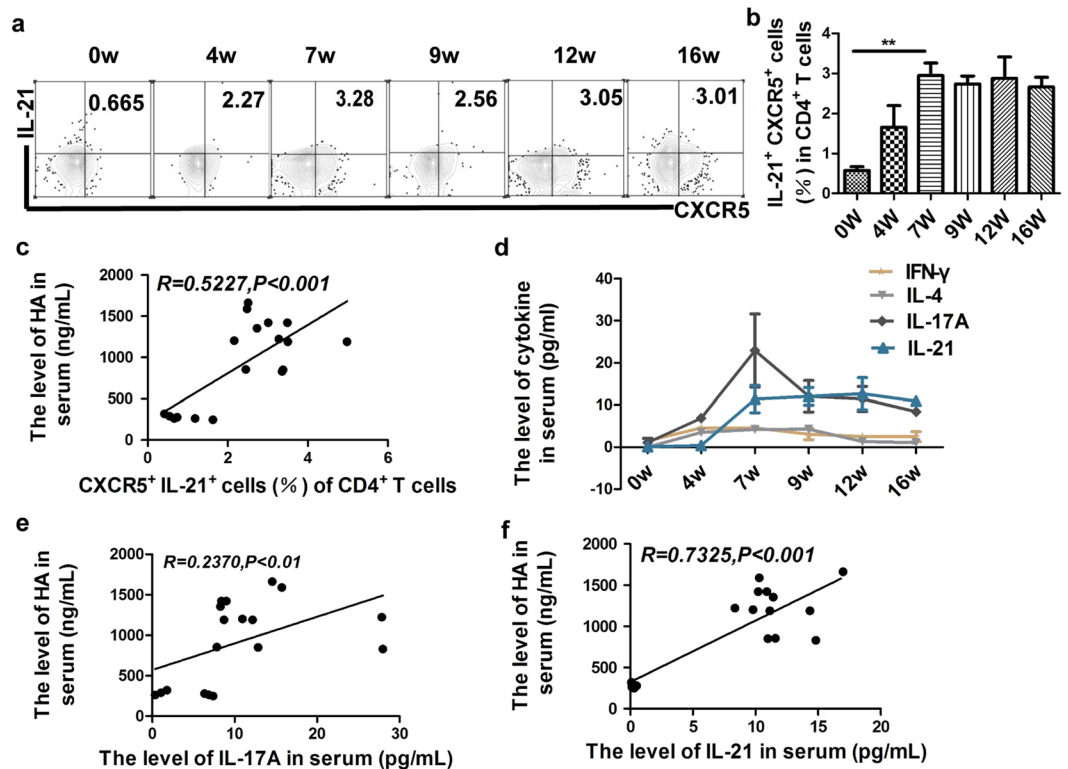 a
0w 4w 7w 9w 12w 16w
IL-21
0.665 2.27 3.28 2.56 3.05 3.01
CXCR5
b
IL-21⁺ CXCR5⁺ cells
(%) in CD4⁺ T cells
4
3
2
1
0
0W 4W 7W 9W 12W 16W
**
c
The level of HA in
serum (ng/mL)
2000
1500
1000
500
0
R=0.5227,P<0.001
0 2 4 6
CXCR5⁺ IL-21⁺ cells (%) of CD4⁺ T cells
d
The level of cytokine
in serum (pg/ml)
40
30
20
10
0
-10
0w 4w 7w 9w 12w 16w
IFN-γ
IL-4
IL-17A
IL-21
e
The level of HA in
serum (ng/mL)
2000
1500
1000
500
0
R=0.2370,P<0.01
0 10 20 30
The level of IL-17A in serum (pg/mL)
f
The level of HA in
serum (ng/mL)
2000
1500
1000
500
0
R=0.7325,P<0.001
0 5 10 15 20
The level of IL-21 in serum (pg/mL)